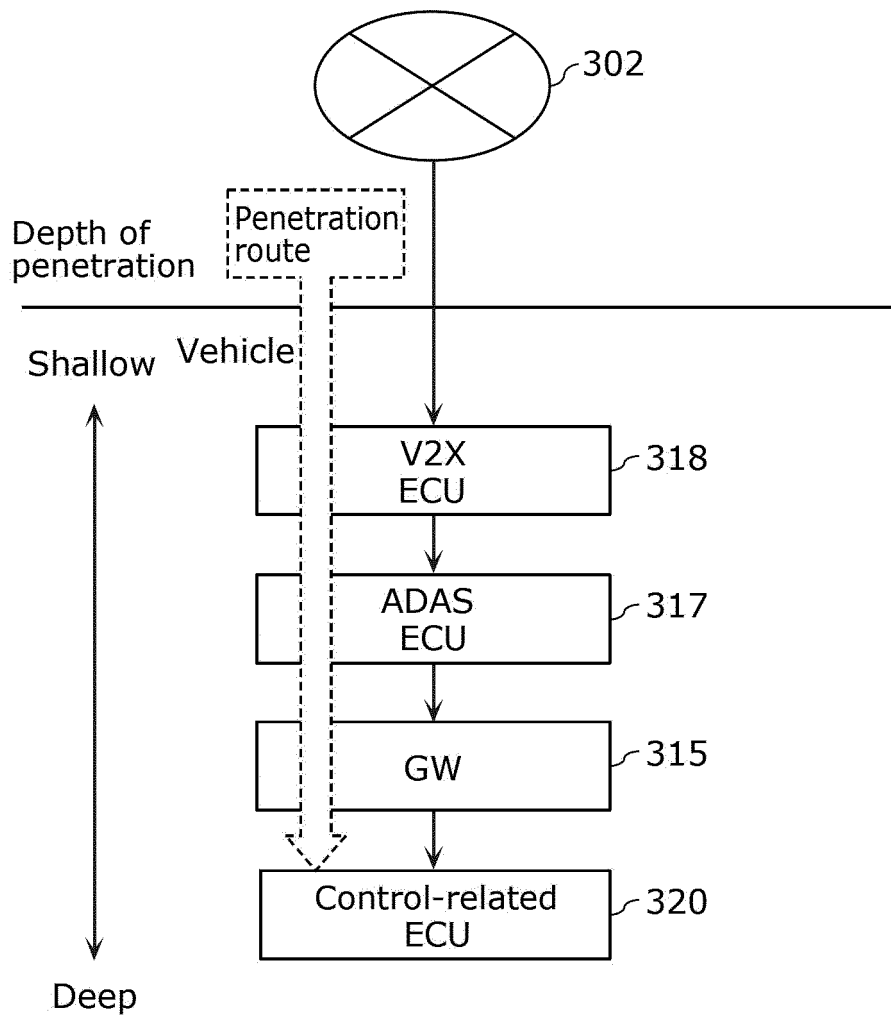 302
Penetration
route
Depth of
penetration
Shallow
Vehicle
V2X
ECU
318
ADAS
ECU
317
GW
315
Control-related
ECU
320
Deep